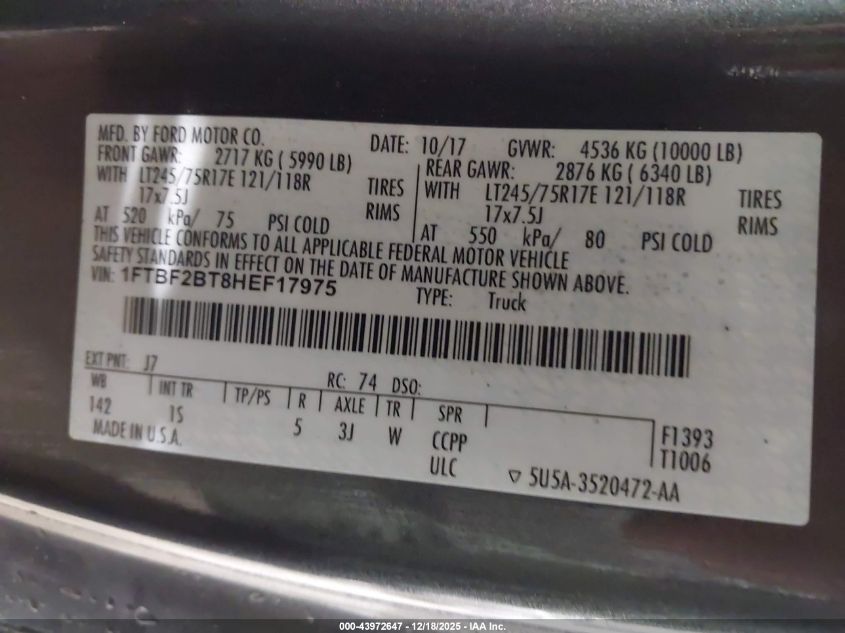 MFD. BY FORD MOTOR CO. DATE: 10/17 GVWR: 4536 KG (10000 LB)
FRONT GAWR: 2717 KG ( 5990 LB) REAR GAWR: 2876 KG ( 6340 LB)
WITH LT245/75R17E 121/118R TIRES WITH LT245/75R17E 121/118R TIRES
17x7.5J RIMS 17x7.5J RIMS
AT 520 kPa/ 75 PSI COLD AT 550 kPa/ 80 PSI COLD
THIS VEHICLE CONFORMS TO ALL APPLICABLE FEDERAL MOTOR VEHICLE
SAFETY STANDARDS IN EFFECT ON THE DATE OF MANUFACTURE SHOWN ABOVE.
VIN: 1FTBF2BT8HEF17975 TYPE: Truck
EXT PNT: J7 RC: 74 DSO:
WB INT TR TP/PS R AXLE TR SPR
142 1S 5 3J W CCPP F1393
MADE IN U.S.A. ULC T1006
5U5A-3520472-AA
000-43972647 - 12/18/2025 - IAA Inc.